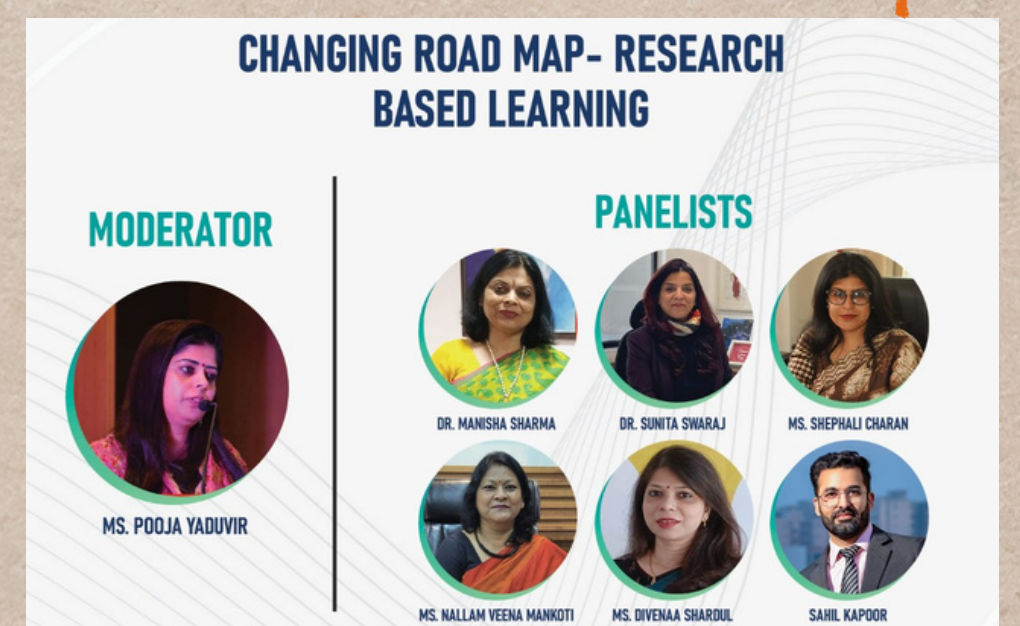 CHANGING ROAD MAP- RESEARCH
BASED LEARNING
MODERATOR
MS. POOJA YADUVIR
PANELISTS
DR. MANISHA SHARMA
DR. SUNITA SWARAJ
MS. SHEPHALI CHARAN
MS. NALLAM VEENA MANKOTI
MS. DIVENAA SHARDUL
SAHIL KAPOOR